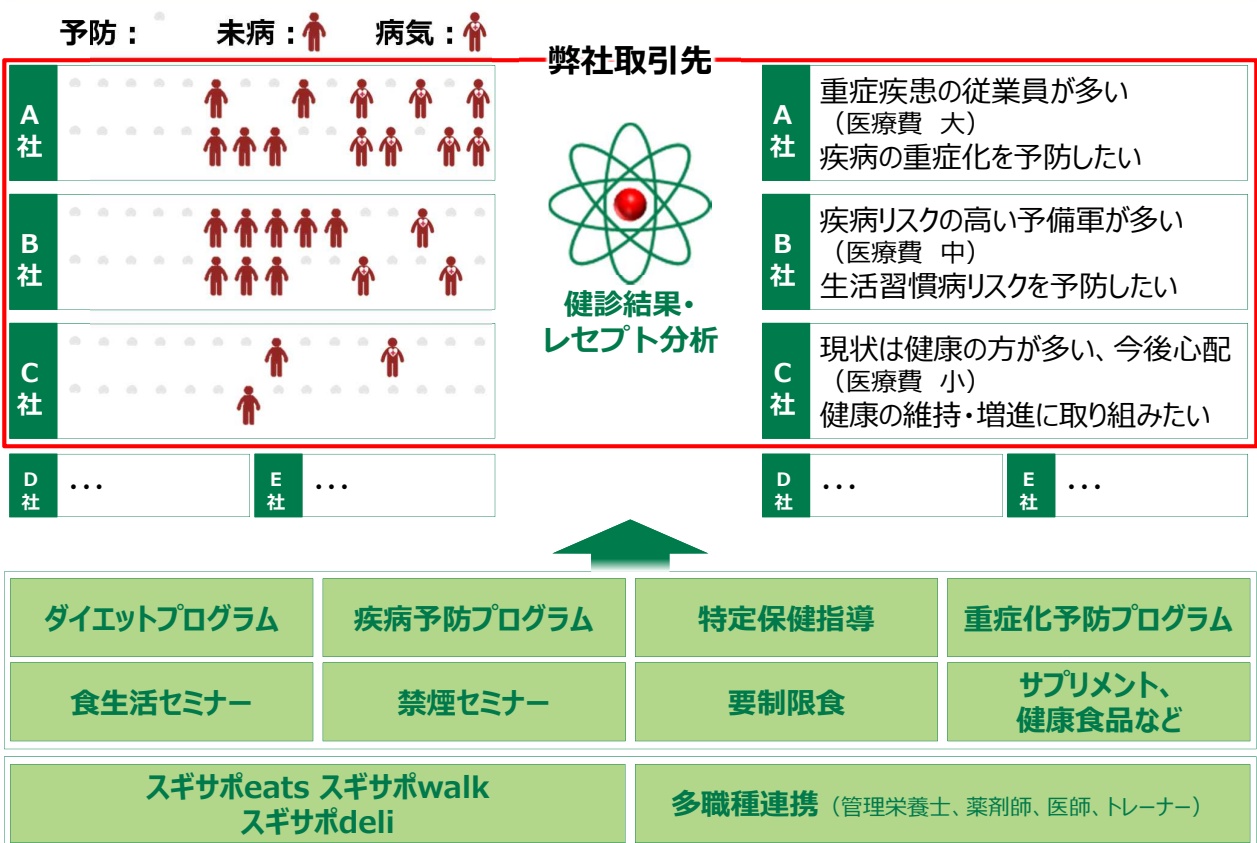 予防： 未病： 病気：
弊社取引先
A社
B社
C社
D社 ・・・
E社 ・・・
健診結果・
レセプト分析
A社
重症疾患の従業員が多い
（医療費 大）
疾病の重症化を予防したい
B社
疾病リスクの高い予備軍が多い
（医療費 中）
生活習慣病リスクを予防したい
C社
現状は健康の方が多い、今後心配
（医療費 小）
健康の維持・増進に取り組みたい
D社 ・・・
E社 ・・・
ダイエットプログラム
疾病予防プログラム
特定保健指導
重症化予防プログラム
食生活セミナー
禁煙セミナー
要制限食
サプリメント、
健康食品など
スギサポeats スギサポwalk
スギサポdeli
多職種連携（管理栄養士、薬剤師、医師、トレーナー）